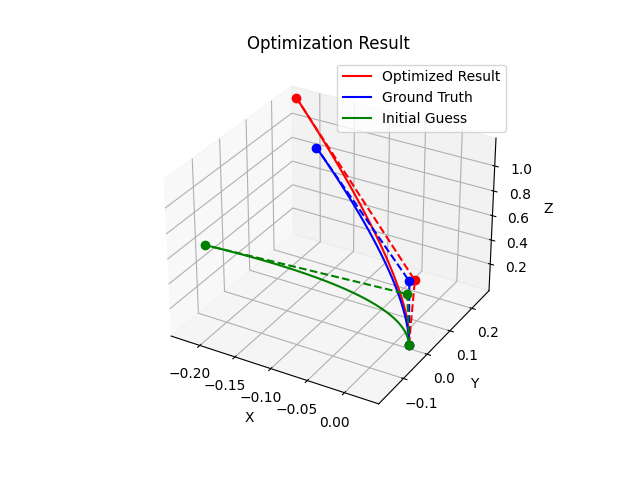 Optimization Result
Optimized Result
Ground Truth
Initial Guess
1.0
0.8
0.6
0.4
0.2
Z
0.2
0.1
0.0
−0.1
Y
−0.20
−0.15
−0.10
−0.05
0.00
X